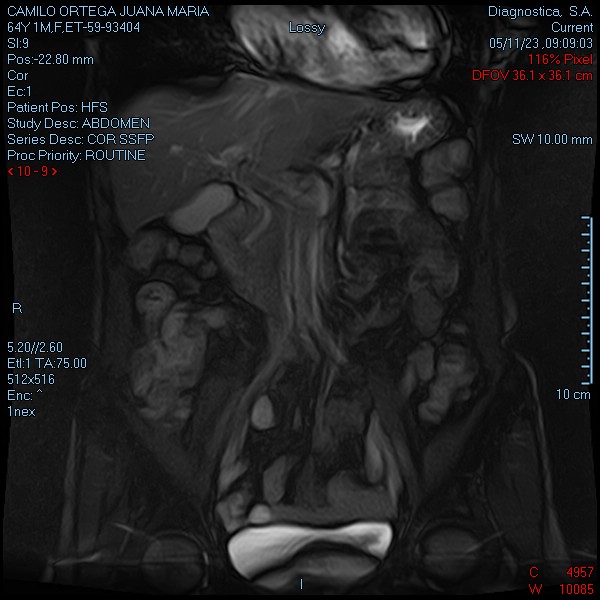 CAMILO ORTEGA JUANA MARIA
64Y 1M,F,ET-59-93404
Sl:9
Pos:-22.80 mm
Cor
Ec:1
Patient Pos: HFS
Study Desc: ABDOMEN
Series Desc: COR SSFP
Proc Priority: ROUTINE
< 10 - 9 >
Lossy
Diagnostica, S.A.
Current
05/11/23 ,09:09:03
116% Pixel
DFOV 36.1 x 36.1 cm
SW 10.00 mm
R
5.20//2.60
Etl:1 TA:75.00
512x516
Enc: ^
1nex
10 cm
I
C 4957
W 10085